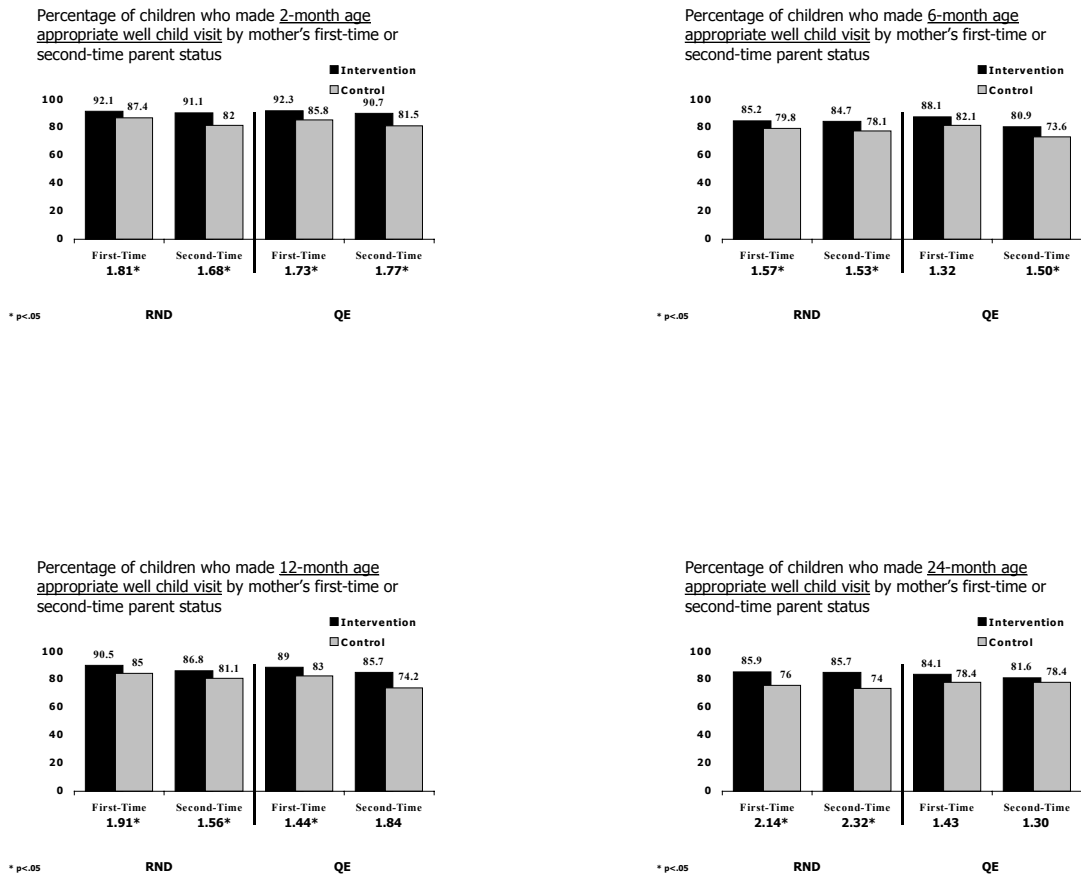 Percentage of children who made 2-month age
appropriate well child visit by mother's first-time or
second-time parent status
Intervention
Control
100
80
60
40
20
0
92.1
87.4
91.1
82
92.3
85.8
90.7
81.5
First-Time
Second-Time
First-Time
Second-Time
1.81*
1.68*
1.73*
1.77*
* p<.05
RND
QE
Percentage of children who made 6-month age
appropriate well child visit by mother's first-time or
second-time parent status
Intervention
Control
100
80
60
40
20
0
85.2
79.8
84.7
78.1
88.1
82.1
80.9
73.6
First-Time
Second-Time
First-Time
Second-Time
1.57*
1.53*
1.32
1.50*
* p<.05
RND
QE
Percentage of children who made 12-month age
appropriate well child visit by mother's first-time or
second-time parent status
Intervention
Control
100
80
60
40
20
0
90.5
85
86.8
81.1
89
83
85.7
74.2
First-Time
Second-Time
First-Time
Second-Time
1.91*
1.56*
1.44*
1.84
* p<.05
RND
QE
Percentage of children who made 24-month age
appropriate well child visit by mother's first-time or
second-time parent status
Intervention
Control
100
80
60
40
20
0
85.9
76
85.7
74
84.1
78.4
81.6
78.4
First-Time
Second-Time
First-Time
Second-Time
2.14*
2.32*
1.43
1.30
* p<.05
RND
QE